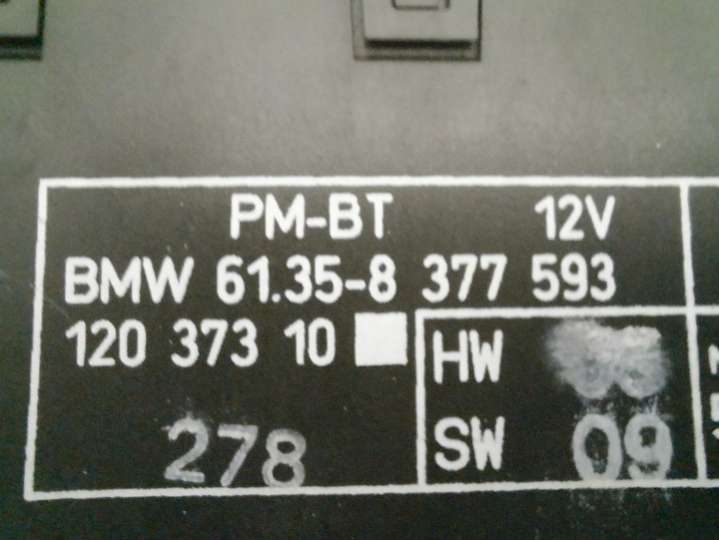 PM-BT 12V
BMW 61.35-8 377 593
120 373 10
HW
278
SW 09